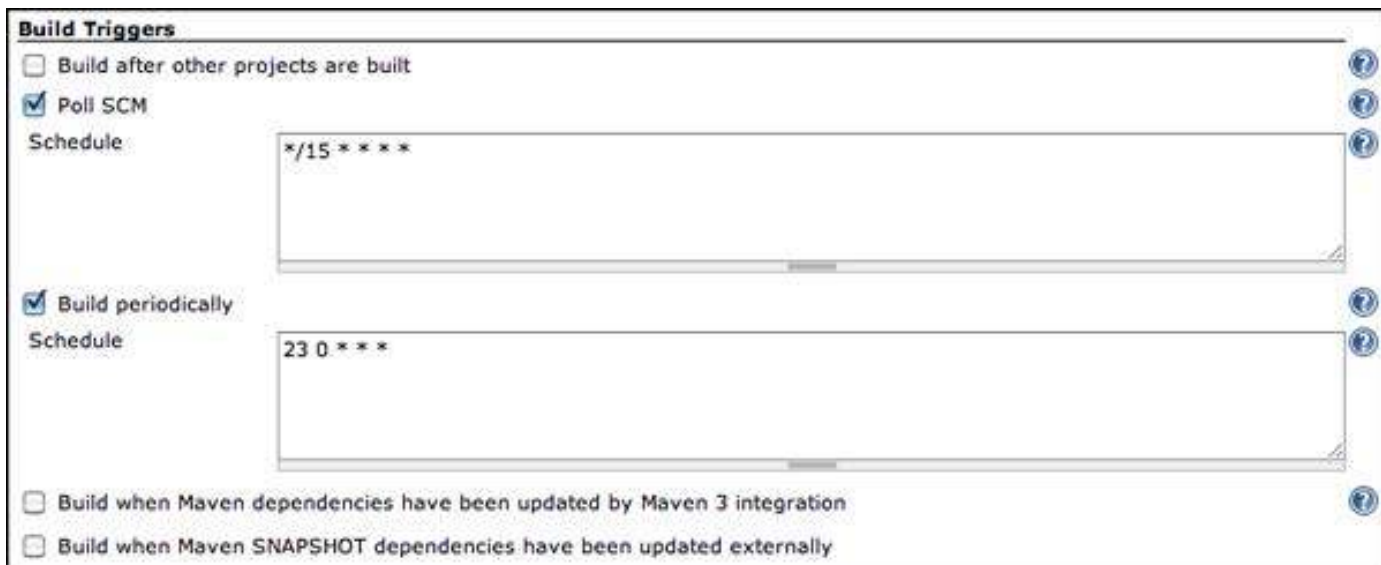 Build Triggers
Build after other projects are built
Poll SCM
Schedule
*/15 * * * *
Build periodically
Schedule
23 0 * * *
Build when Maven dependencies have been updated by Maven 3 integration
Build when Maven SNAPSHOT dependencies have been updated externally